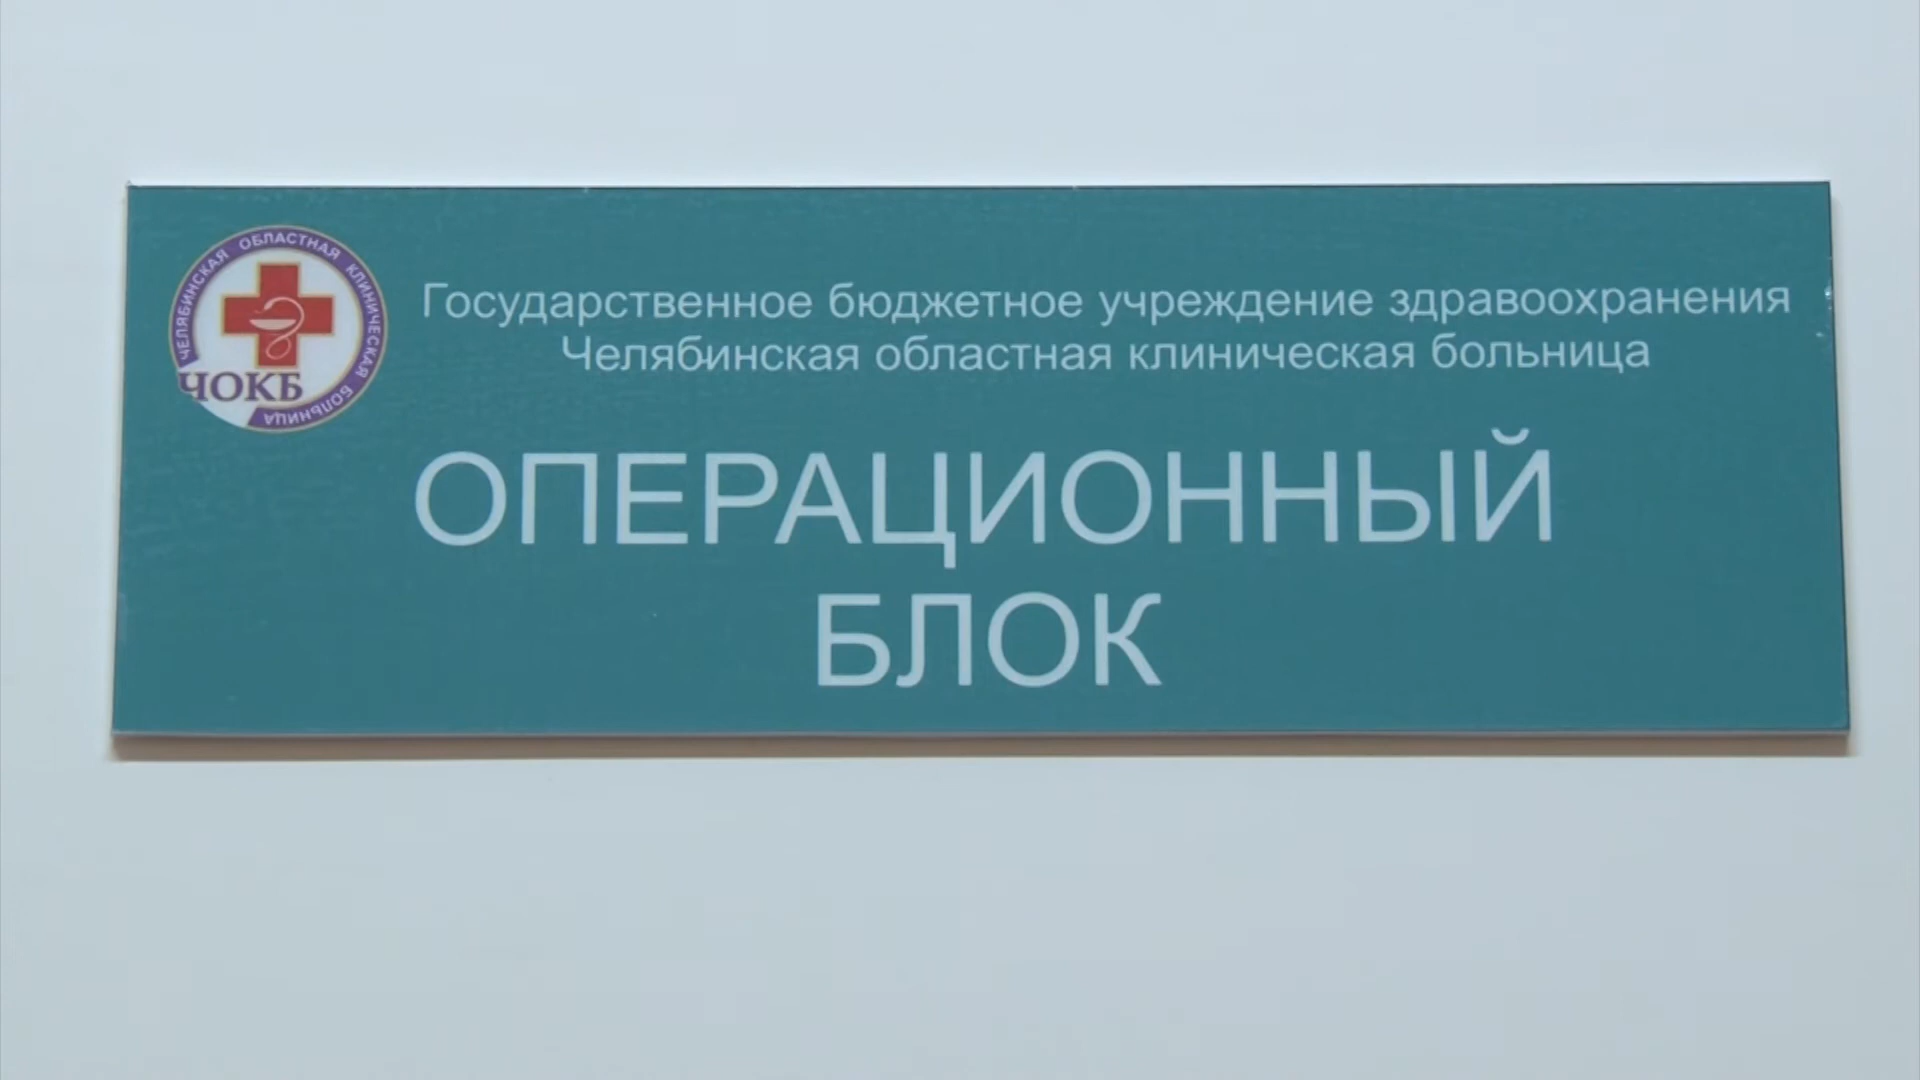 ЧЕЛЯБИНСКАЯ ОБЛАСТНАЯ КЛИНИЧЕСКАЯ БОЛЬНИЦА
ЧОКБ
Государственное бюджетное учреждение здравоохранения
Челябинская областная клиническая больница
ОПЕРАЦИОННЫЙ
БЛОК